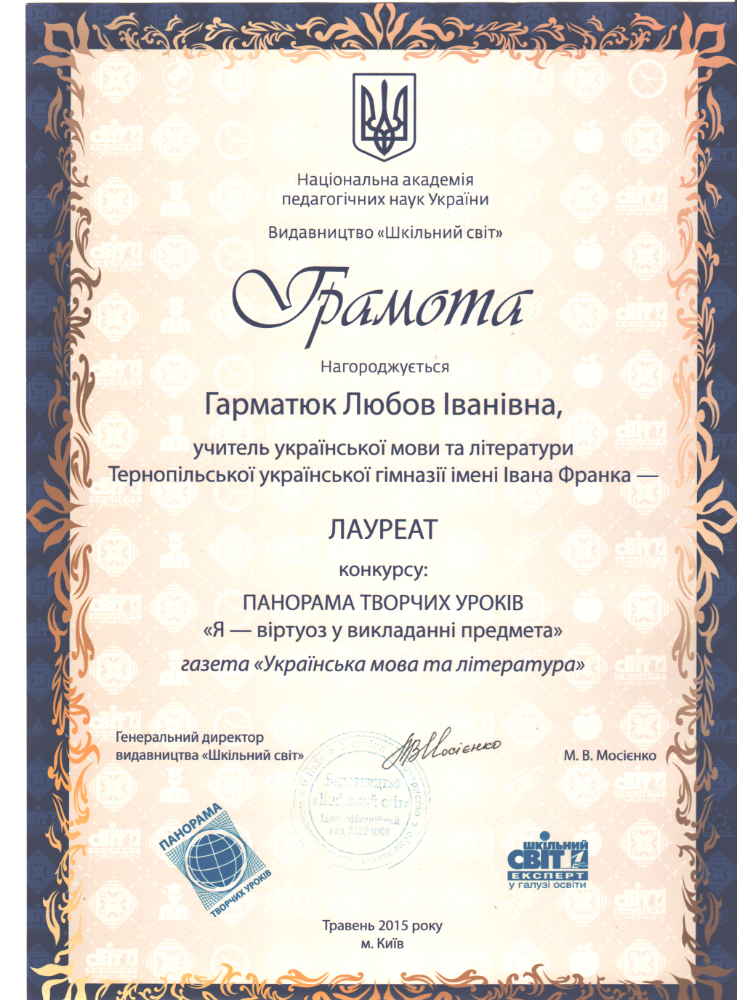 Національна академія
педагогічних наук України
Видавництво «Шкільний світ»
Грамота
Нагороджується
Гарматюк Любов Іванівна,
учитель української мови та літератури
Тернопільської української гімназії імені Івана Франка —
ЛАУРЕАТ
конкурсу:
ПАНОРАМА ТВОРЧИХ УРОКІВ
«Я — віртуоз у викладанні предмета»
газета «Українська мова та література»
Генеральний директор
видавництва «Шкільний світ»
М. В. Мосієнко
Видавництво
«Шкільний світ»
Ідентифікаційний
код
ПАНОРАМА
ТВОРЧИХ УРОКІВ
ШКІЛЬНИЙ
СВІТ
ЕКСПЕРТ
у галузі освіти
Травень 2015 року
м. Київ